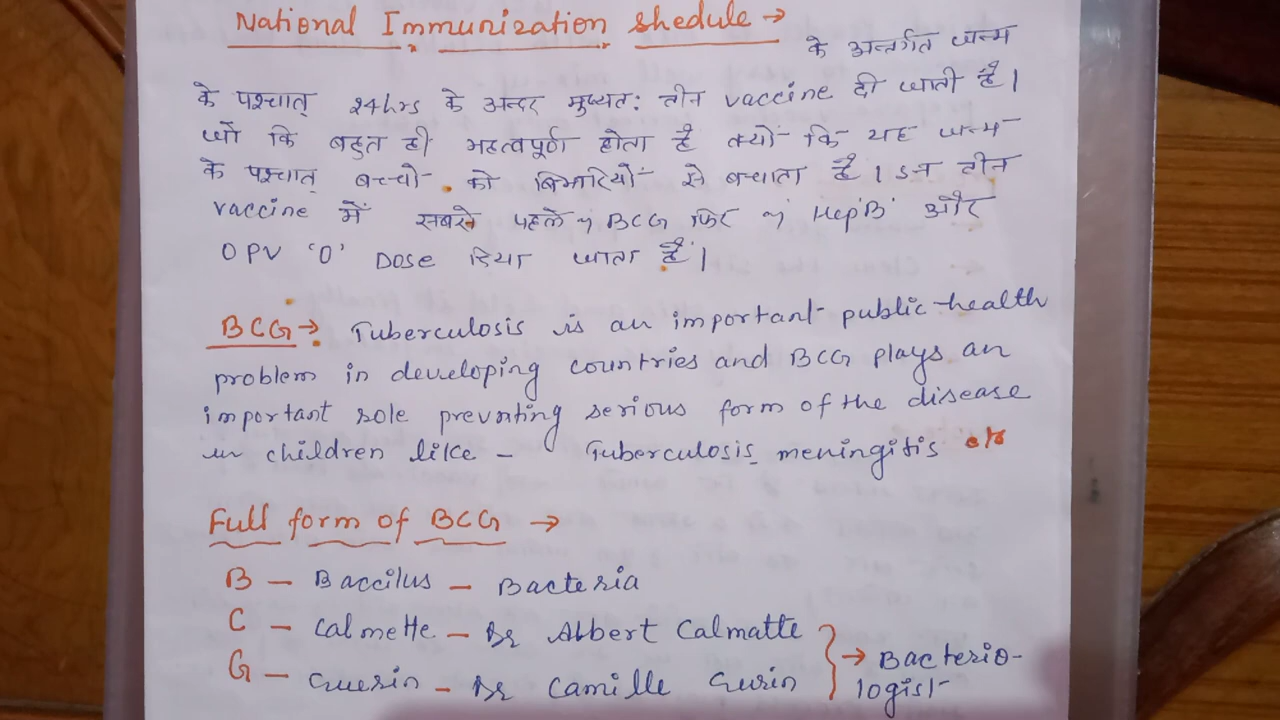 National Immunization shedule →
के अन्तर्गत जन्म
के पश्चात् 24hrs के अन्दर मुख्यत: तीन vaccine दी जाती है।
जो कि बहुत ही महत्वपूर्ण होता है क्यो कि यह जन्म
के पश्चात् बच्चो को बिमारियों से बचाता है। इन तीन
vaccine में सबसे पहले BCG फिर Hep'B' और
OPV 'O' Dose दिया जाता है।
BCG → Tuberculosis is an important public health
problem in developing countries and BCG plays an
important role prevnting serious form of the disease
in children like - Tuberculosis meningitis etc
Full form of BCG →
B - Baccilus - Bacteria
C - Calmette - Dr Albert Calmatte
G - Guerin - Dr Camille Gurin } → Bacterio-
logist